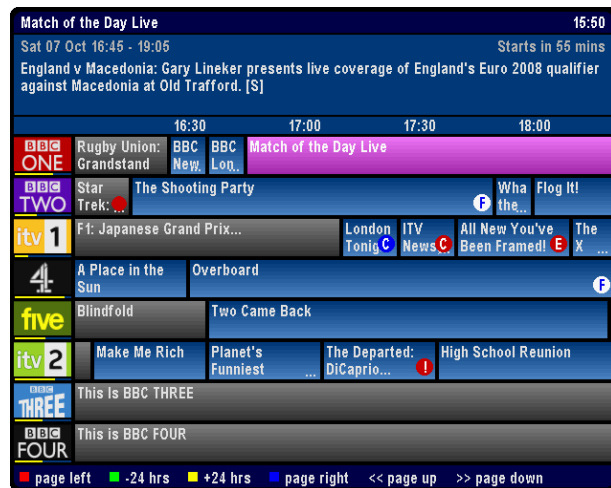 Match of the Day Live 15:50
Sat 07 Oct 16:45 - 19:05 Starts in 55 mins
England v Macedonia: Gary Lineker presents live coverage of England's Euro 2008 qualifier
against Macedonia at Old Trafford. [S]
16:30 17:00 17:30 18:00
BBC ONE
Rugby Union:
Grandstand
BBC
New..
BBC
Lon..
Match of the Day Live
BBC TWO
Star
Trek:...
The Shooting Party
F
Wha
the...
Flog It!
itv 1
F1: Japanese Grand Prix...
London
Tonig C
ITV
News C
All New You've
Been Framed! E
The
X ...
4
A Place in the
Sun
Overboard
F
five
Blindfold
Two Came Back
itv 2
Make Me Rich
Planet's
Funniest ...
The Departed:
DiCaprio... !
High School Reunion
BBC THREE
This Is BBC THREE
BBC FOUR
This is BBC FOUR
page left -24 hrs +24 hrs page right << page up >> page down